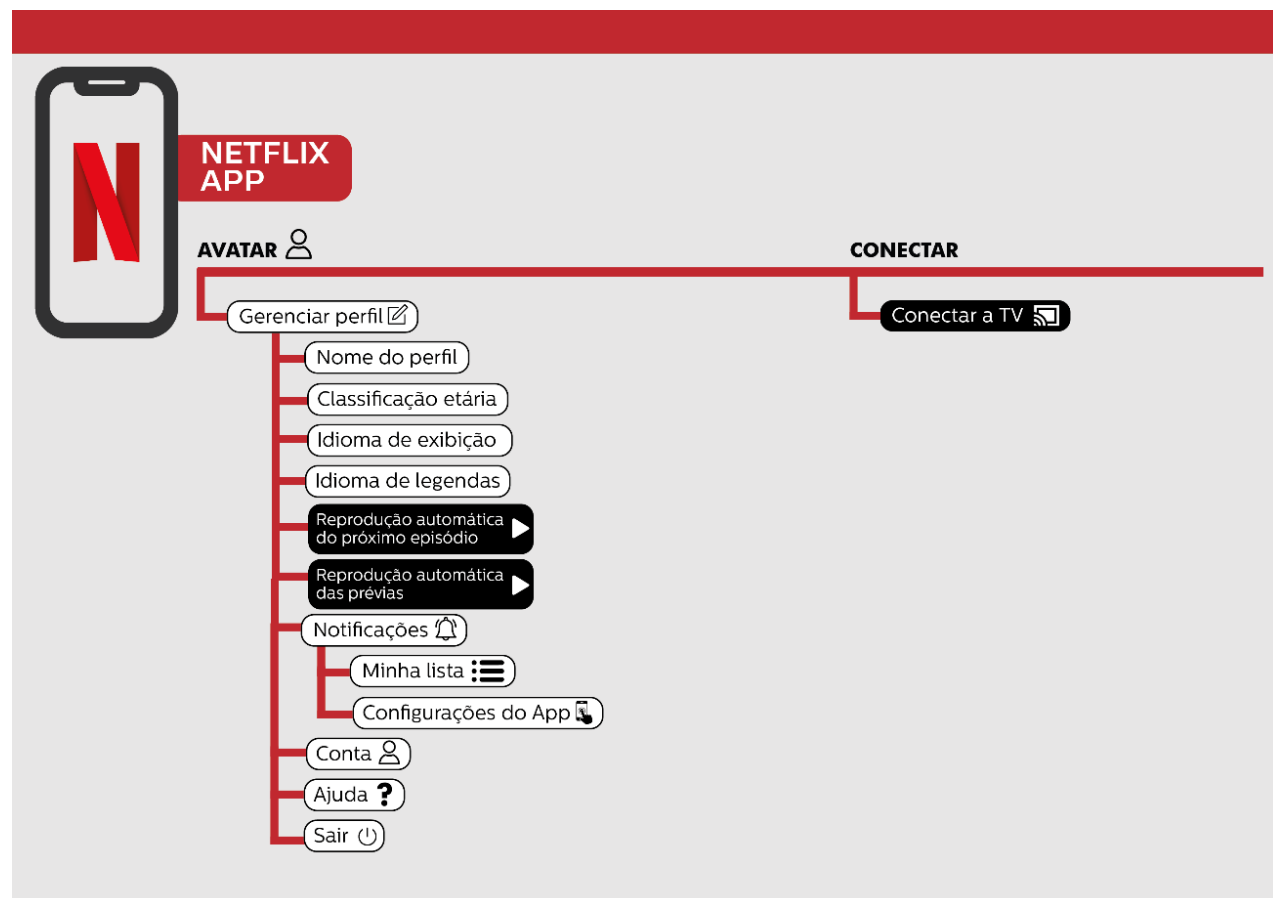 NETFLIX
APP
AVATAR
CONECTAR
Gerenciar perfil
Conectar a TV
Nome do perfil
Classificação etária
Idioma de exibição
Idioma de legendas
Reprodução automática
do próximo episódio
Reprodução automática
das prévias
Notificações
Minha lista
Configurações do App
Conta
Ajuda ?
Sair